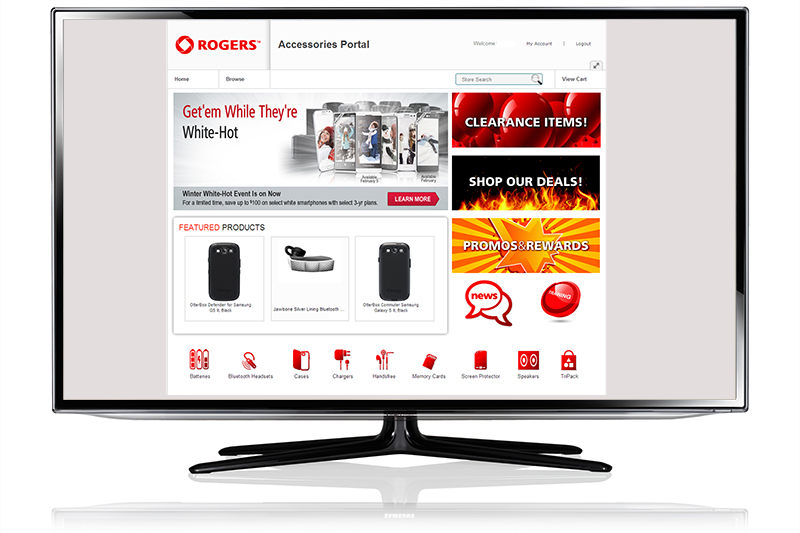 ROGERS™
Accessories Portal
Welcome
My Account | Logout
Home
Browse
Store Search
View Cart
Get'em While They're
White-Hot
Available
February 5
Available
February
Winter White-Hot Event Is on Now
For a limited time, save up to $100 on select white smartphones with select 3-yr plans.
LEARN MORE
CLEARANCE ITEMS!
SHOP OUR DEALS!
PROMOS&REWARDS
FEATURED PRODUCTS
OtterBox Defender for Samsung
GS III, Black
Jawbone Silver Lining Bluetooth ...
OtterBox Commuter Samsung
Galaxy S II, Black
news
TRAINING
Batteries
Bluetooth Headsets
Cases
Chargers
Handsfree
Memory Cards
Screen Protector
Speakers
TriPack